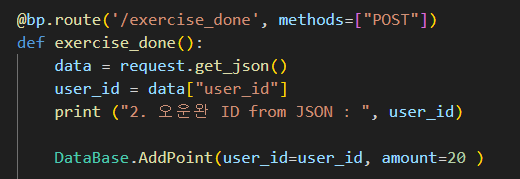 @bp.route('/exercise_done', methods=["POST"])
def exercise_done():
    data = request.get_json()
    user_id = data["user_id"]
    print ("2. 오운완 ID from JSON : ", user_id)
    DataBase.AddPoint(user_id=user_id, amount=20 )